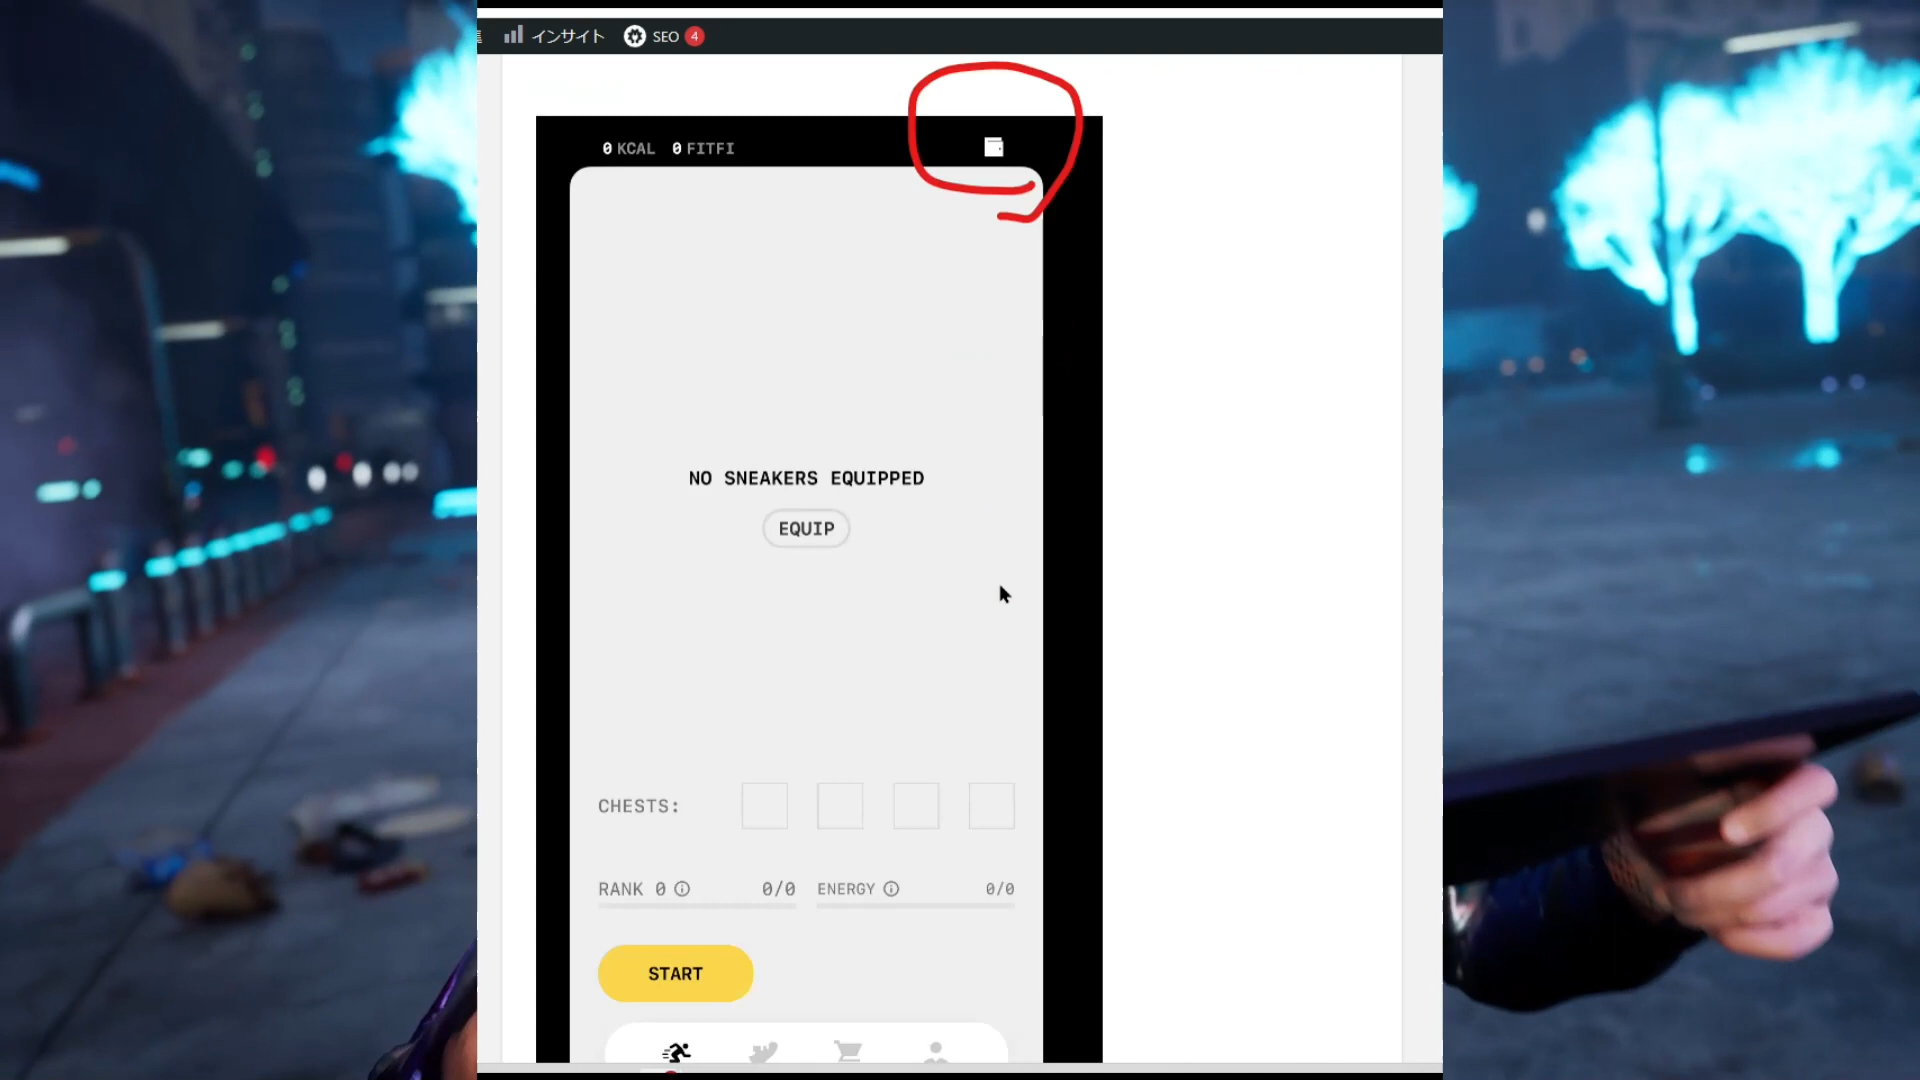 インサイト SEO 4
0 KCAL 0 FITFI
NO SNEAKERS EQUIPPED
EQUIP
CHESTS:
RANK 0 0/0 ENERGY 0/0
START